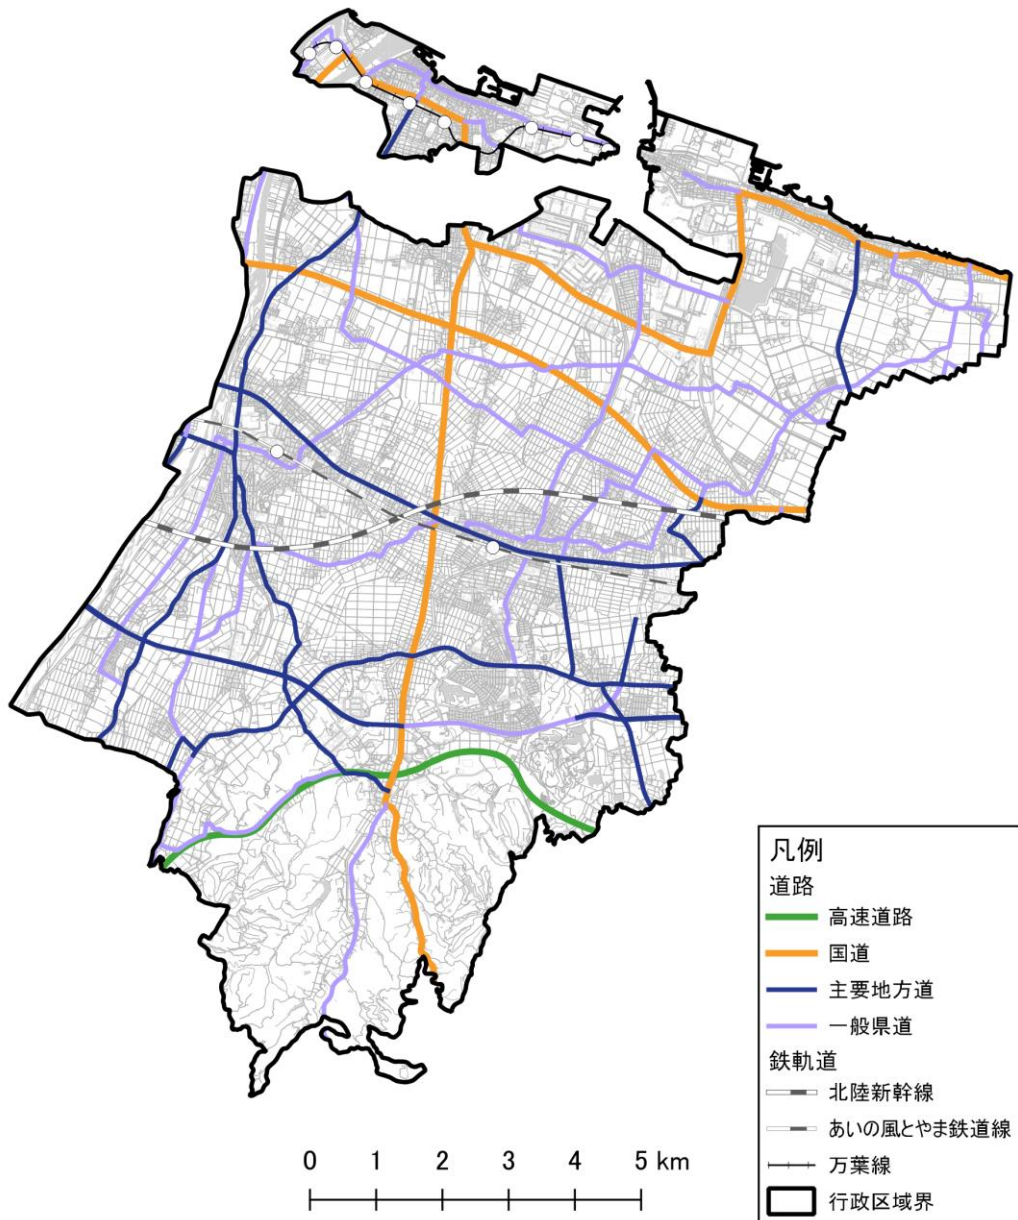 凡例
道路
高速道路
国道
主要地方道
一般県道
鉄軌道
北陸新幹線
あいの風とやま鉄道線
万葉線
行政区域界
0 1 2 3 4 5 km